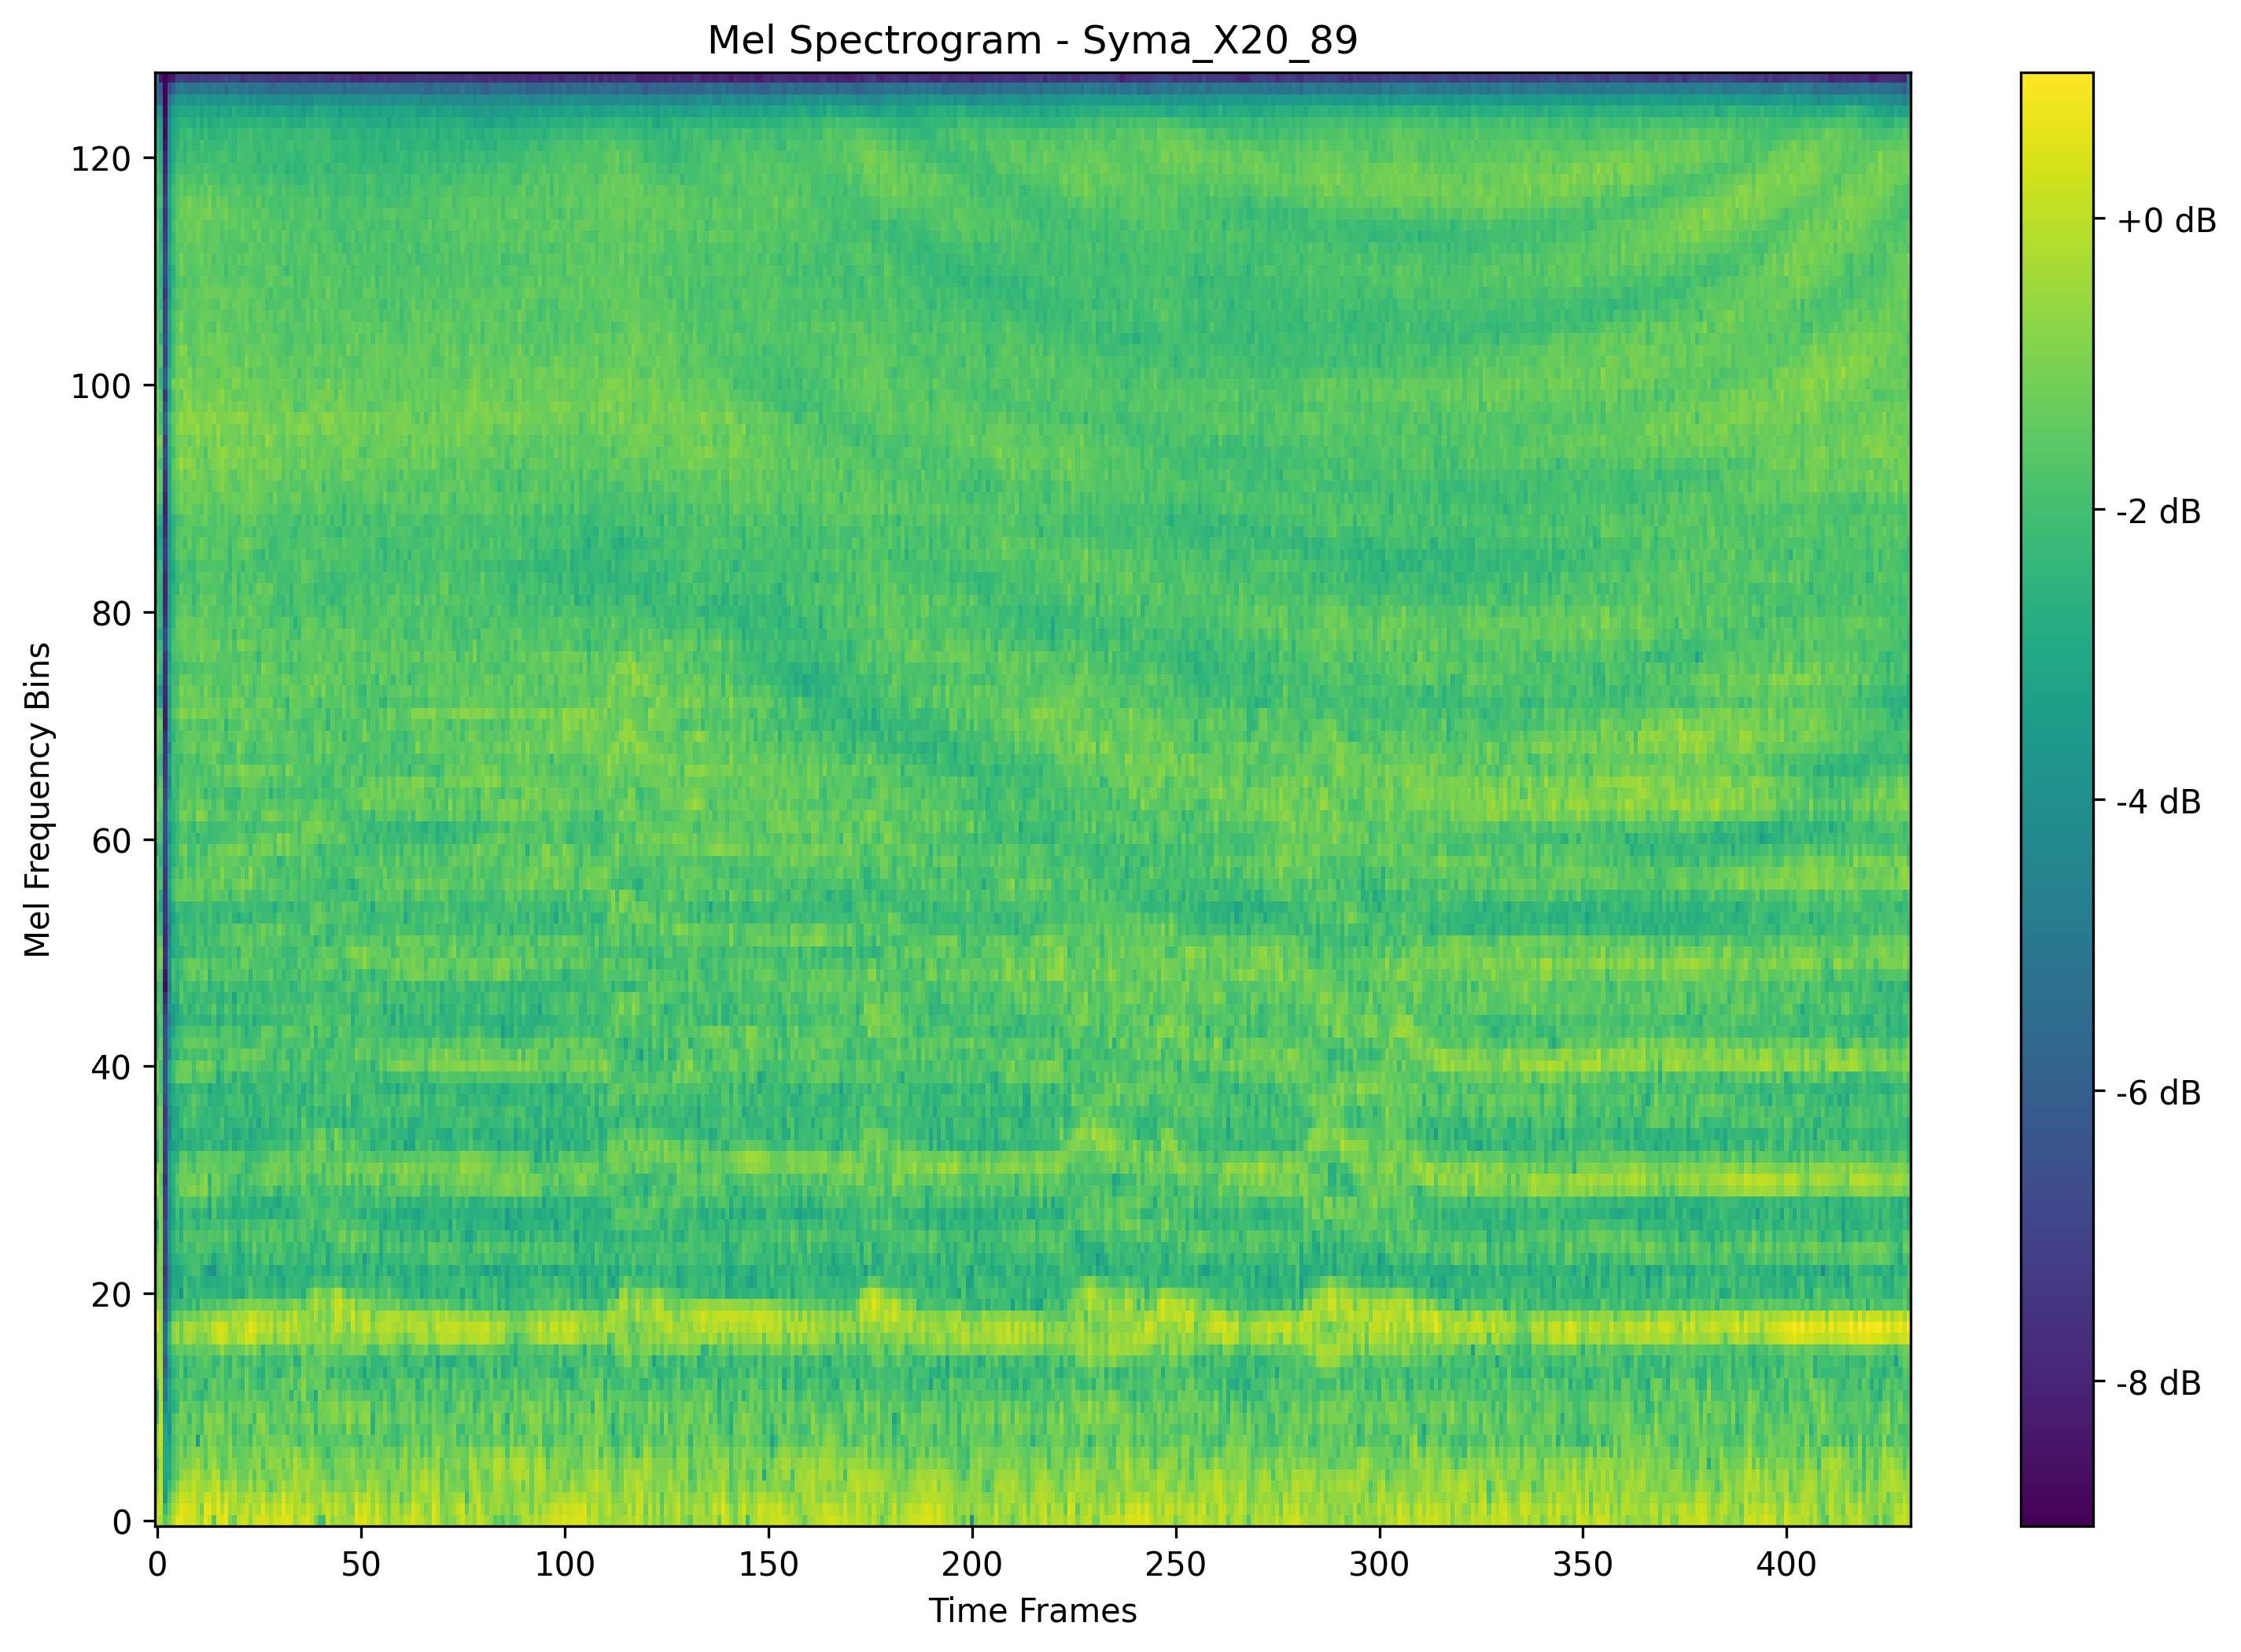 Mel Spectrogram - Syma_X20_89
120
100
80
60
40
20
0
Mel Frequency Bins
0 50 100 150 200 250 300 350 400
Time Frames
+0 dB
-2 dB
-4 dB
-6 dB
-8 dB